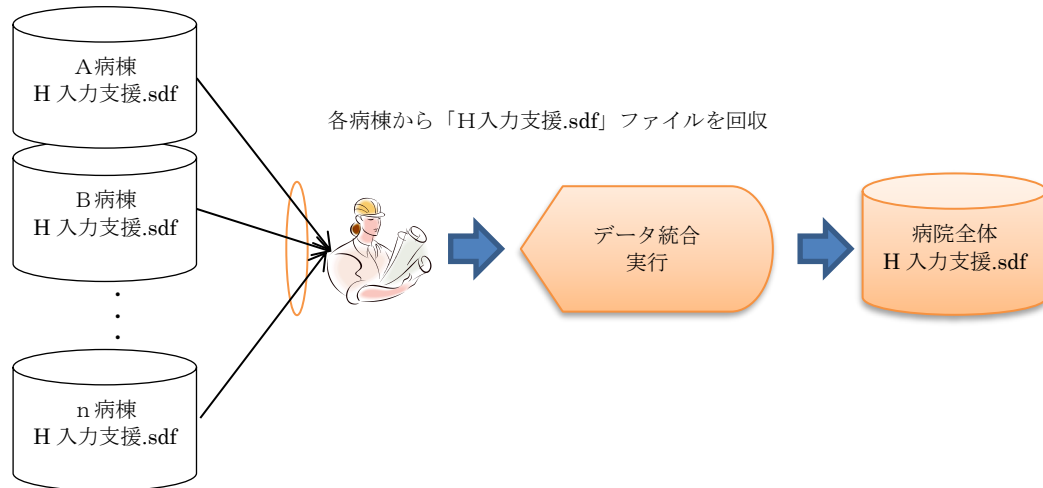 Ａ病棟
H 入力支援.sdf
各病棟から「Ｈ入力支援.sdf」ファイルを回収
Ｂ病棟
H 入力支援.sdf
データ統合
実行
病院全体
H 入力支援.sdf
・
・
・
ｎ病棟
H 入力支援.sdf